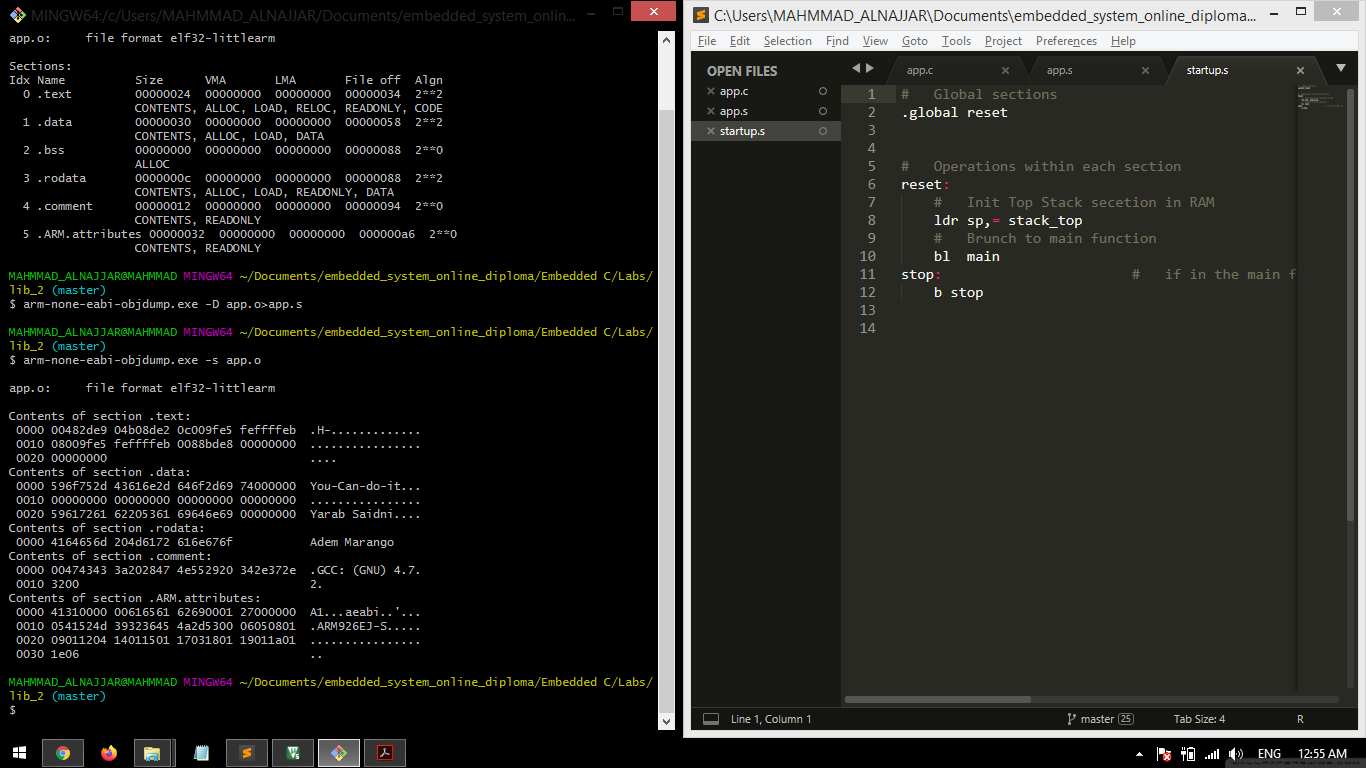 MINGW64:/c/Users/MAHMMAD_ALNAJJAR/Documents/embedded_system_online_...
app.o:     file format elf32-littlearm
Sections:
Idx Name          Size      VMA       LMA       File off  Algn
  0 .text         00000024  00000000  00000000  00000034  2**2
                  CONTENTS, ALLOC, LOAD, RELOC, READONLY, CODE
  1 .data         00000030  00000000  00000000  00000058  2**2
                  CONTENTS, ALLOC, LOAD, DATA
  2 .bss          00000000  00000000  00000000  00000088  2**0
                  ALLOC
  3 .rodata       0000000c  00000000  00000000  00000088  2**2
                  CONTENTS, ALLOC, LOAD, READONLY, DATA
  4 .comment      00000012  00000000  00000000  00000094  2**0
                  CONTENTS, READONLY
  5 .ARM.attributes 00000032  00000000  00000000  000000a6  2**0
                  CONTENTS, READONLY
MAHMMAD_ALNAJJAR@MAHMMAD MINGW64 ~/Documents/embedded_system_online_diploma/Embedded C/Labs/
lib_2 (master)
$ arm-none-eabi-objdump.exe -D app.o>app.s
MAHMMAD_ALNAJJAR@MAHMMAD MINGW64 ~/Documents/embedded_system_online_diploma/Embedded C/Labs/
lib_2 (master)
$ arm-none-eabi-objdump.exe -s app.o
app.o:     file format elf32-littlearm
Contents of section .text:
 0000 00482de9 04b08de2 0c009fe5 feffffeb  .H-.............
 0010 08009fe5 feffffeb 0088bde8 00000000  ................
 0020 00000000                             ....
Contents of section .data:
 0000 596f752d 43616e2d 646f2d69 74000000  You-Can-do-it...
 0010 00000000 00000000 00000000 00000000  ................
 0020 59617261 62205361 69646e69 00000000  Yarab Saidni....
Contents of section .rodata:
 0000 4164656d 204d6172 616e676f           Adem Marango
Contents of section .comment:
 0000 00474343 3a202847 4e552920 342e372e  .GCC: (GNU) 4.7.
 0010 3200                                 2.
Contents of section .ARM.attributes:
 0000 41310000 00616561 62690001 27000000  A1...aeabi..'...
 0010 0541524d 39323645 4a2d5300 06050801  .ARM926EJ-S.....
 0020 09011204 14011501 17031801 19011a01  ................
 0030 1e06                                 ..
MAHMMAD_ALNAJJAR@MAHMMAD MINGW64 ~/Documents/embedded_system_online_diploma/Embedded C/Labs/
lib_2 (master)
$
C:\Users\MAHMMAD_ALNAJJAR\Documents\embedded_system_online_diploma...
File Edit Selection Find View Goto Tools Project Preferences Help
OPEN FILES
app.c
app.s
startup.s
app.c app.s startup.s
1 #   Global sections
2 .global reset
3
4
5 #   Operations within each section
6 reset:
7     #   Init Top Stack secetion in RAM
8     ldr sp,= stack_top
9     #   Brunch to main function
10     bl  main
11 stop:                       #   if in the main f
12     b stop
13
14
Line 1, Column 1 master 25 Tab Size: 4 R
ENG 12:55 AM